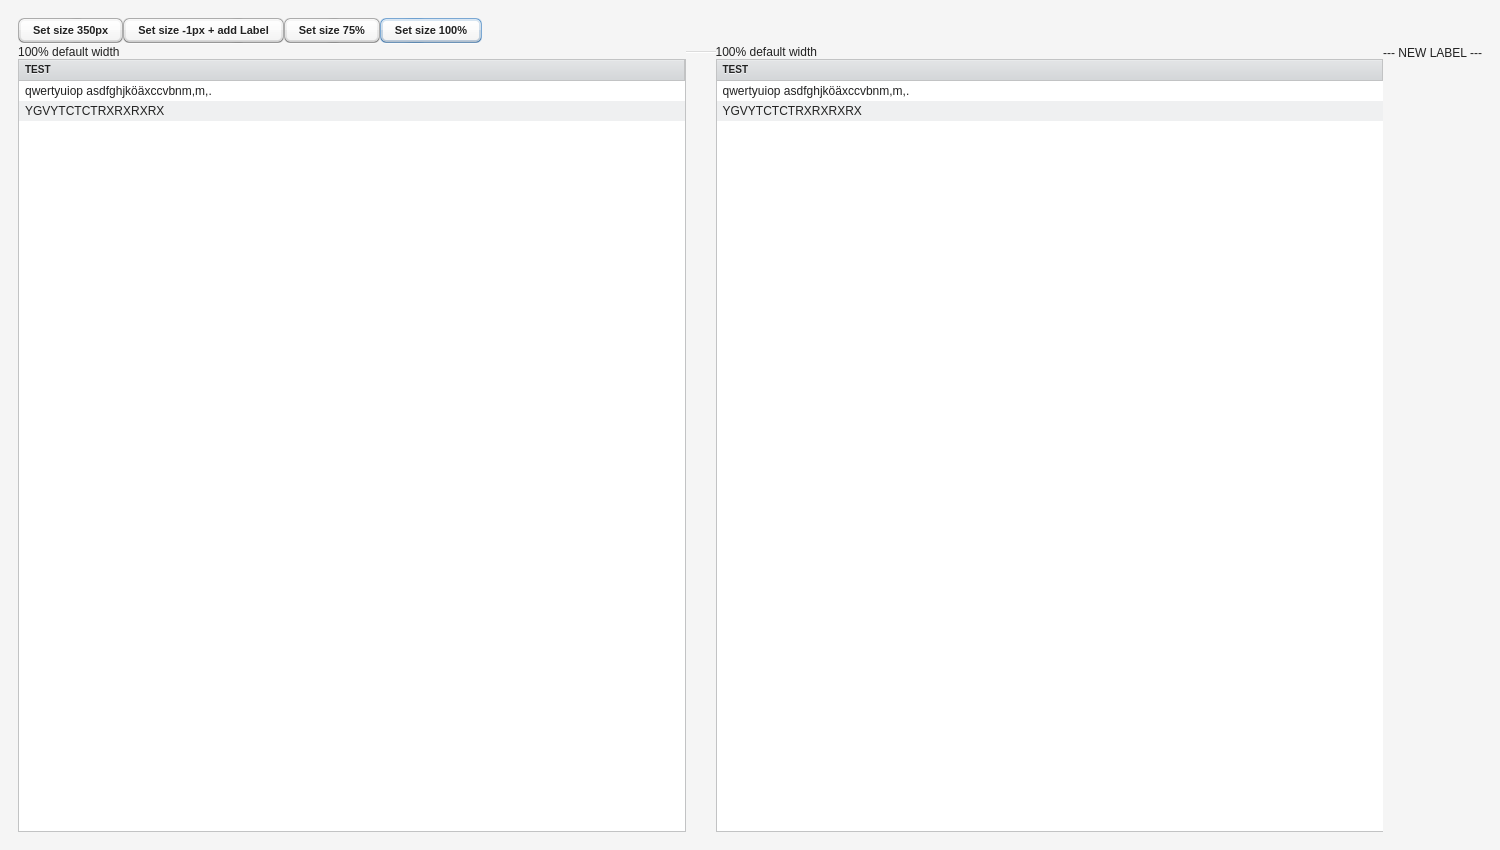 Set size 350px Set size -1px + add Label Set size 75% Set size 100%
100% default width
TEST
qwertyuiop asdfghjköäxccvbnm,m,.
YGVYTCTCTRXRXRXRX
100% default width
TEST
qwertyuiop asdfghjköäxccvbnm,m,.
YGVYTCTCTRXRXRXRX
--- NEW LABEL ---